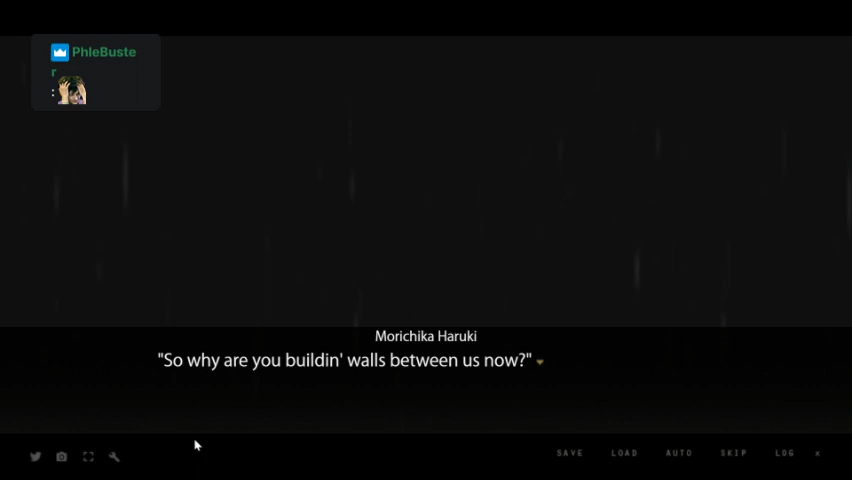 PhleBuste
r
:
Morichika Haruki
"So why are you buildin' walls between us now?"
SAVE LOAD AUTO SKIP LOG ×